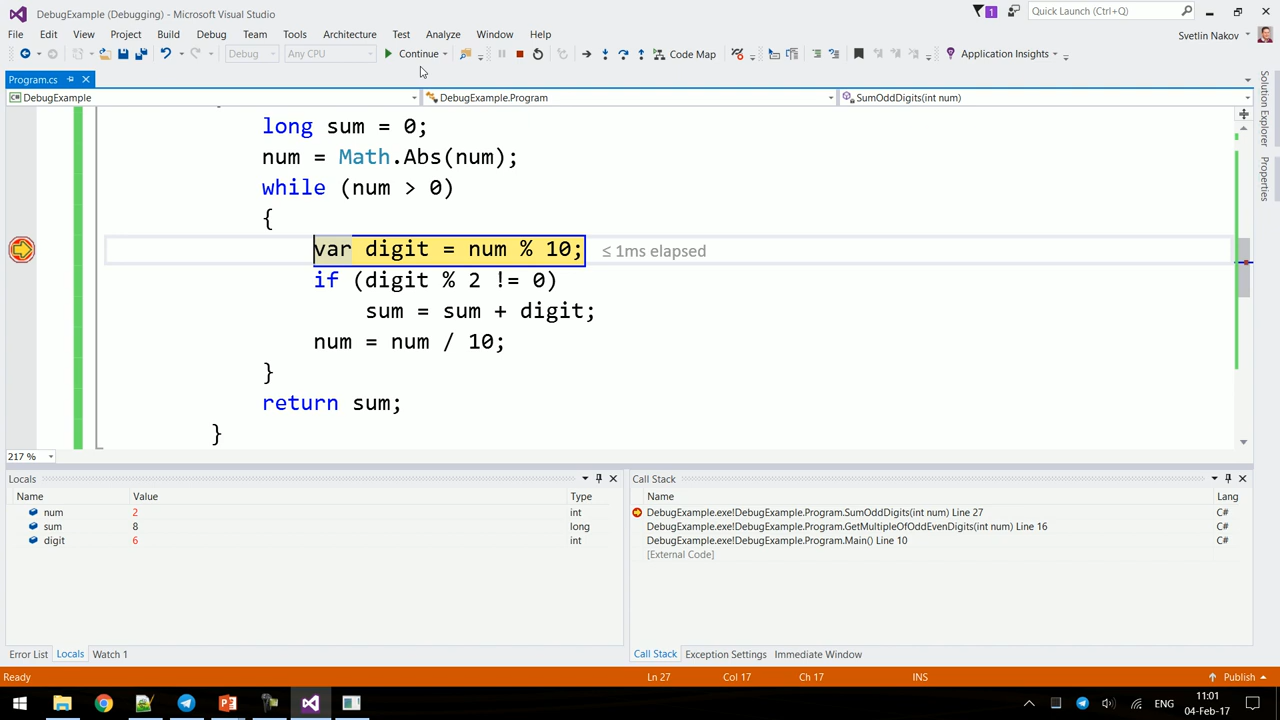 DebugExample (Debugging) - Microsoft Visual Studio
1
Quick Launch (Ctrl+Q)
File Edit View Project Build Debug Team Tools Architecture Test Analyze Window Help
Svetlin Nakov
Debug Any CPU Continue Code Map Application Insights
Program.cs
Solution Explorer
Properties
DebugExample DebugExample.Program SumOddDigits(int num)
long sum = 0;
num = Math.Abs(num);
while (num > 0)
{
var digit = num % 10; ≤ 1ms elapsed
if (digit % 2 != 0)
sum = sum + digit;
num = num / 10;
}
return sum;
}
217 %
Locals
Name Value Type
num 2 int
sum 8 long
digit 6 int
Error List Locals Watch 1
Call Stack
Name Lang
DebugExample.exe!DebugExample.Program.SumOddDigits(int num) Line 27 C#
DebugExample.exe!DebugExample.Program.GetMultipleOfOddEvenDigits(int num) Line 16 C#
DebugExample.exe!DebugExample.Program.Main() Line 10 C#
[External Code]
Call Stack Exception Settings Immediate Window
Ready Ln 27 Col 17 Ch 17 INS Publish
ENG
11:01
04-Feb-17